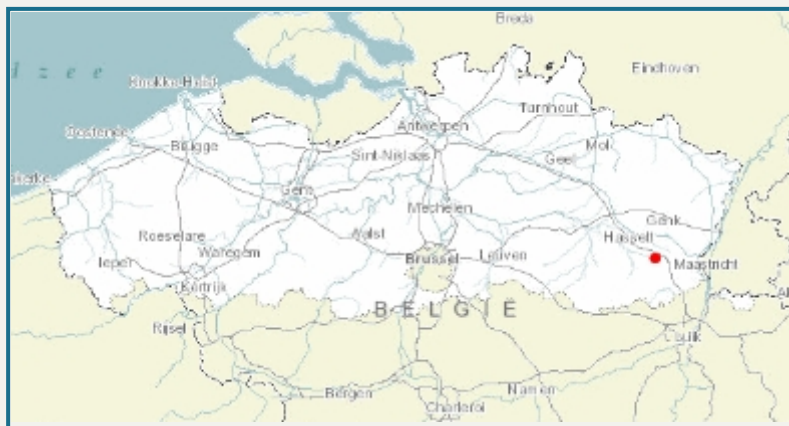 Breda
dzee
Eindhoven
Knokke-Heist
Turnhout
Antwerpen
Oostende
Mol
Brugge
Sint-Niklaas
Geel
Gent
Mechelen
Genk
Roeselare
Aalst
Hasselt
Waregem
Ieper
Brussel
Leuven
Maastricht
Kortrijk
BELGIË
Rijsel
Luik
Bergen
Namen
Charleroi